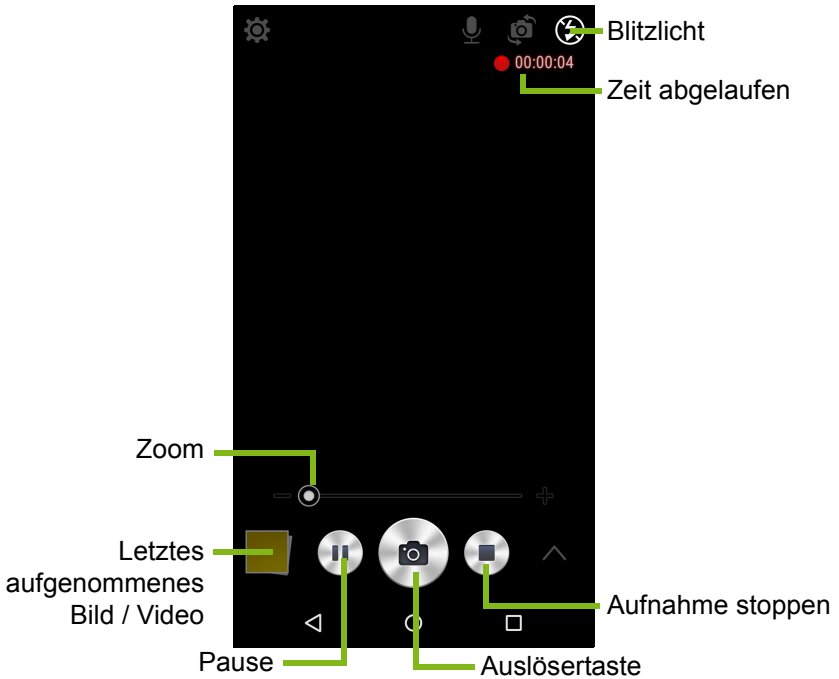 Blitzlicht
00:00:04
Zeit abgelaufen
Zoom
Letztes
aufgenommenes
Bild / Video
Aufnahme stoppen
Pause
Auslösertaste